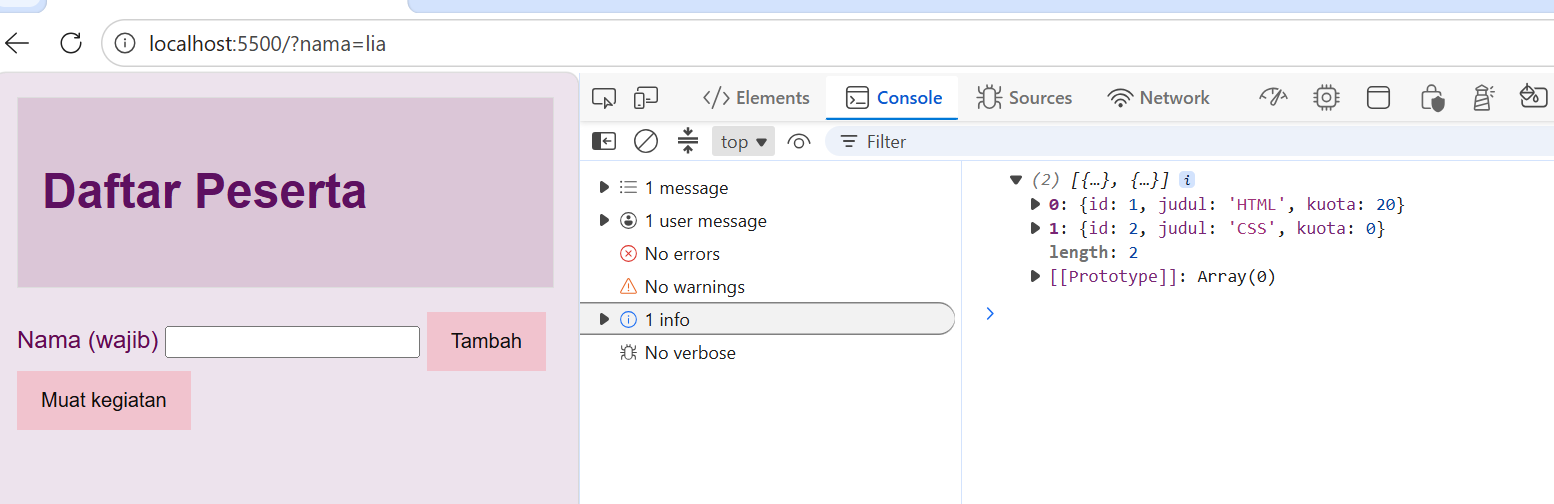 localhost:5500/?nama=lia
Elements Console Sources Network
top Filter
Daftar Peserta
Nama (wajib) Tambah
Muat kegiatan
1 message
1 user message
No errors
No warnings
1 info
No verbose
(2) [{…}, {…}] i
0: {id: 1, judul: 'HTML', kuota: 20}
1: {id: 2, judul: 'CSS', kuota: 0}
length: 2
[[Prototype]]: Array(0)